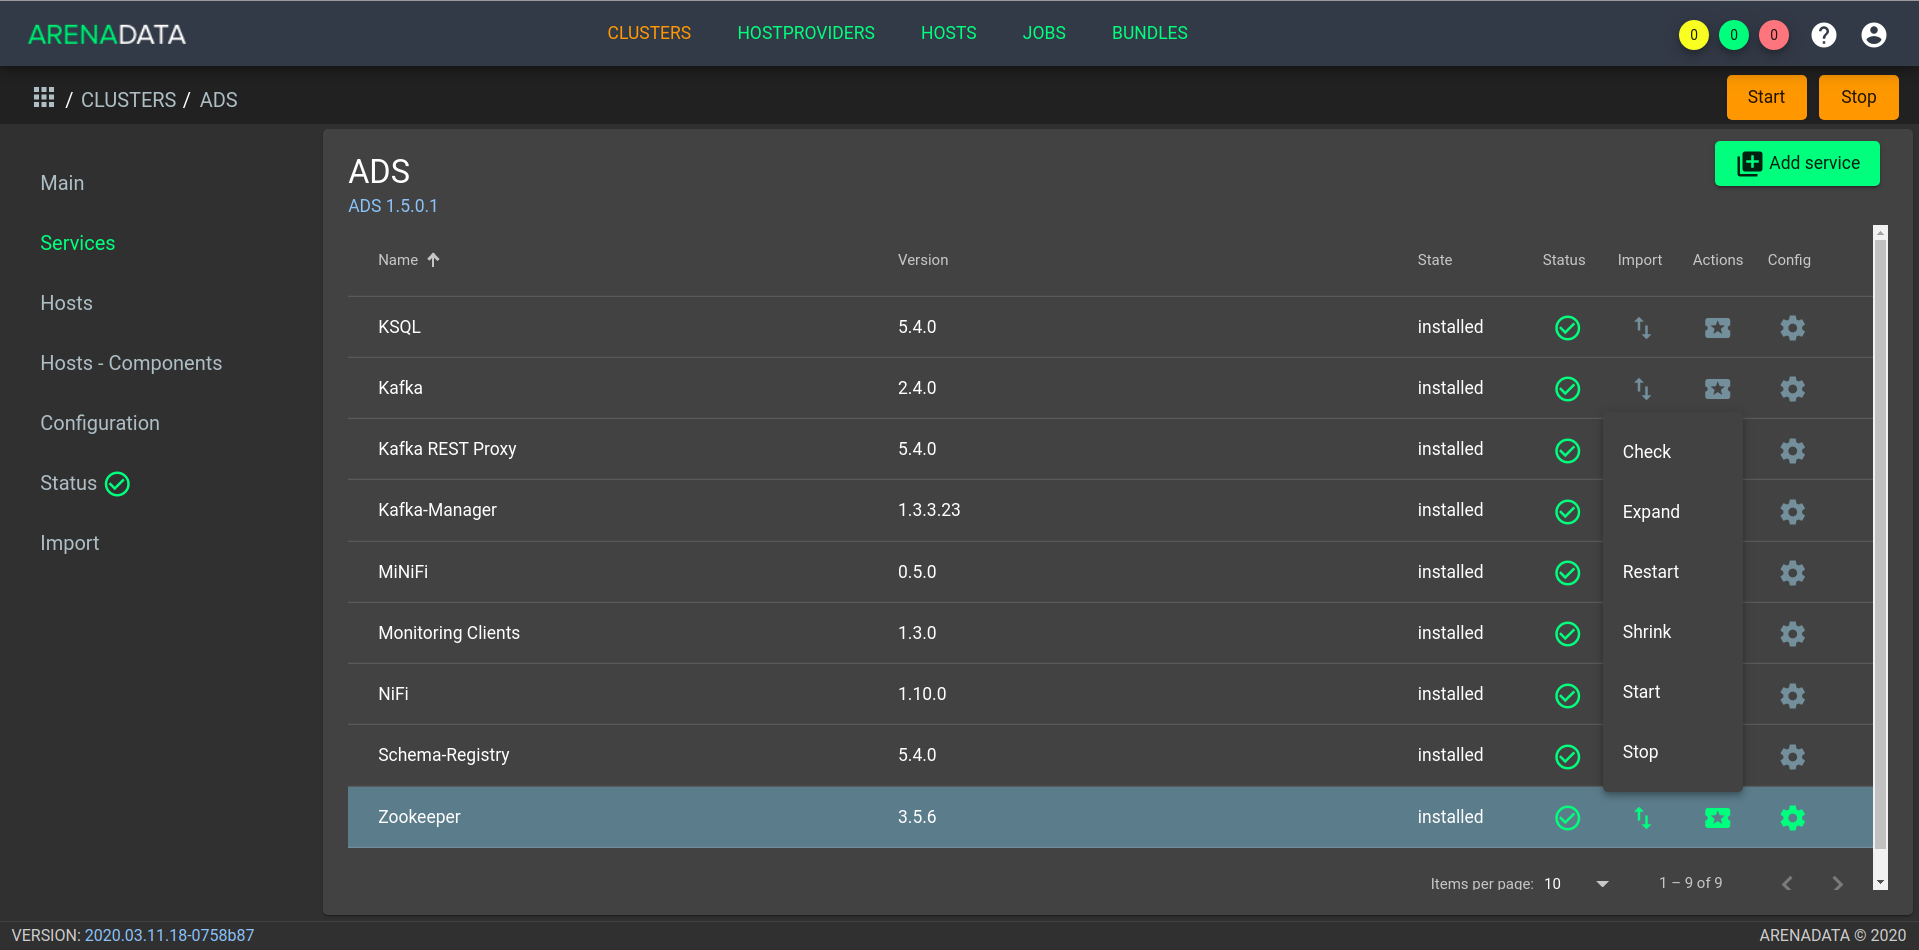 ARENADATA CLUSTERS HOSTPROVIDERS HOSTS JOBS BUNDLES 0 0 0
/ CLUSTERS / ADS Start Stop
Main
Services
Hosts
Hosts - Components
Configuration
Status
Import
ADS
ADS 1.5.0.1
Add service
Name Version State Status Import Actions Config
KSQL 5.4.0 installed
Kafka 2.4.0 installed
Kafka REST Proxy 5.4.0 installed
Kafka-Manager 1.3.3.23 installed
MiNiFi 0.5.0 installed
Monitoring Clients 1.3.0 installed
NiFi 1.10.0 installed
Schema-Registry 5.4.0 installed
Zookeeper 3.5.6 installed
Check
Expand
Restart
Shrink
Start
Stop
Items per page: 10 1 – 9 of 9
VERSION: 2020.03.11.18-0758b87 ARENADATA © 2020